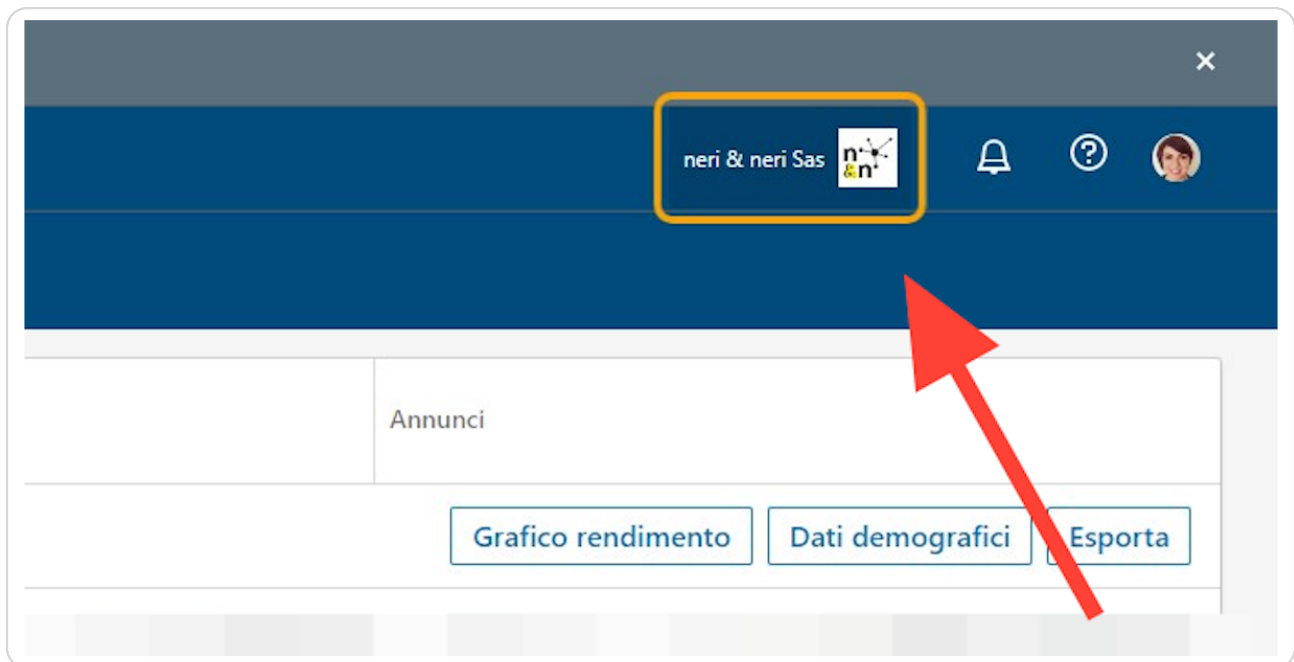 neri & neri Sas
n
&n
Annunci
Grafico rendimento
Dati demografici
Esporta